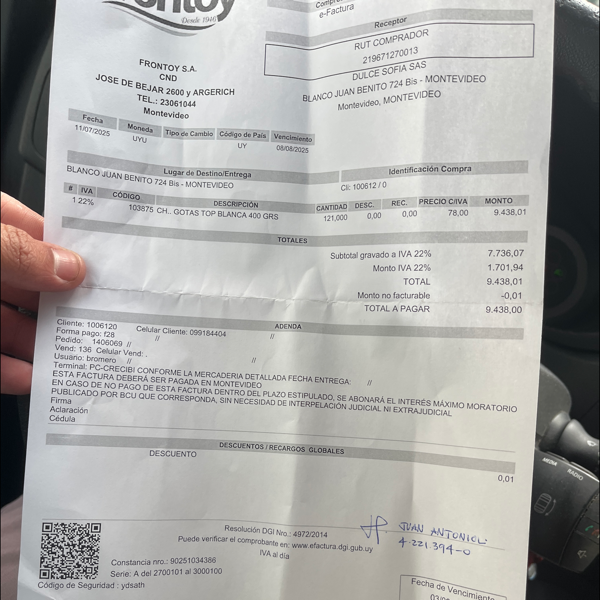 Frontoy
Desde 1946
e-Factura
Receptor
RUT COMPRADOR
219671270013
DULCE SOFIA SAS
BLANCO JUAN BENITO 724 Bis - MONTEVIDEO
Montevideo, MONTEVIDEO
FRONTOY S.A.
CND
JOSE DE BEJAR 2600 y ARGERICH
TEL.: 23061044
Montevideo
Fecha Moneda Tipo de Cambio Código de País Vencimiento
11/07/2025 UYU UY 08/08/2025
Lugar de Destino/Entrega Identificación Compra
BLANCO JUAN BENITO 724 Bis - MONTEVIDEO Cli: 100612 / 0
# IVA CÓDIGO DESCRIPCIÓN CANTIDAD DESC. REC. PRECIO C/IVA MONTO
1 22% 103875 CH.. GOTAS TOP BLANCA 400 GRS 121,000 0,00 0,00 78,00 9.438,01
TOTALES
Subtotal gravado a IVA 22% 7.736,07
Monto IVA 22% 1.701,94
TOTAL 9.438,01
Monto no facturable -0,01
TOTAL A PAGAR 9.438,00
ADENDA
Cliente: 1006120 Celular Cliente: 099184404 //
Forma pago: f28 //
Pedido: 1406069 //
Vend: 136 Celular Vend: .
Usuario: bromero // //
Terminal: PC-CRECIBI CONFORME LA MERCADERIA DETALLADA FECHA ENTREGA: //
ESTA FACTURA DEBERÁ SER PAGADA EN MONTEVIDEO
EN CASO DE NO PAGO DE ESTA FACTURA DENTRO DEL PLAZO ESTIPULADO, SE ABONARÁ EL INTERÉS MÁXIMO MORATORIO
PUBLICADO POR BCU QUE CORRESPONDA, SIN NECESIDAD DE INTERPELACIÓN JUDICIAL NI EXTRAJUDICIAL
Firma
Aclaración
Cédula
DESCUENTOS / RECARGOS GLOBALES
DESCUENTO 0,01
Resolución DGI Nro.: 4972/2014
Puede verificar el comprobante en: www.efactura.dgi.gub.uy
IVA al día
JUAN ANTONIOL
4.221.394-0
Constancia nro.: 90251034386
Serie: A del 2700101 al 3000100
Código de Seguridad : ydsath
Fecha de Vencimiento
MEDIA RADIO